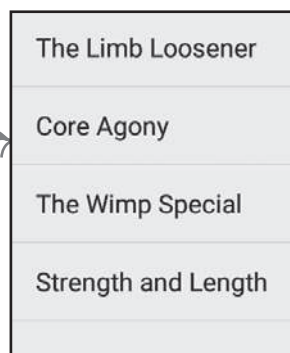 The Limb Loosener
Core Agony
The Wimp Special
Strength and Length